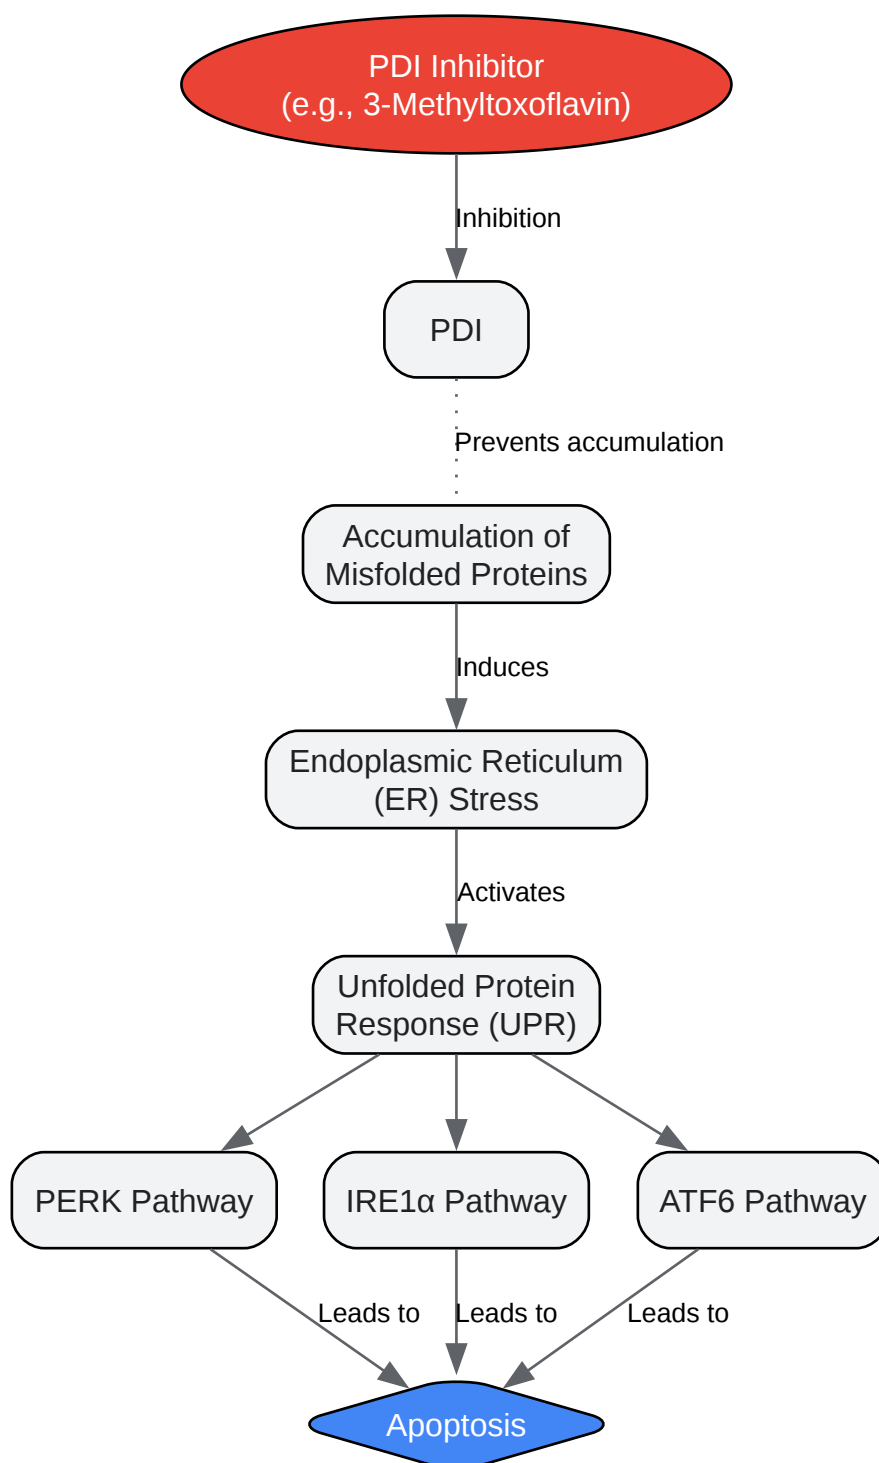 PDI Inhibitor
(e.g., 3-Methyltoxoflavin)
Inhibition
PDI
Prevents accumulation
Accumulation of
Misfolded Proteins
Induces
Endoplasmic Reticulum
(ER) Stress
Activates
Unfolded Protein
Response (UPR)
PERK Pathway
IRE1α Pathway
ATF6 Pathway
Leads to
Leads to
Leads to
Apoptosis